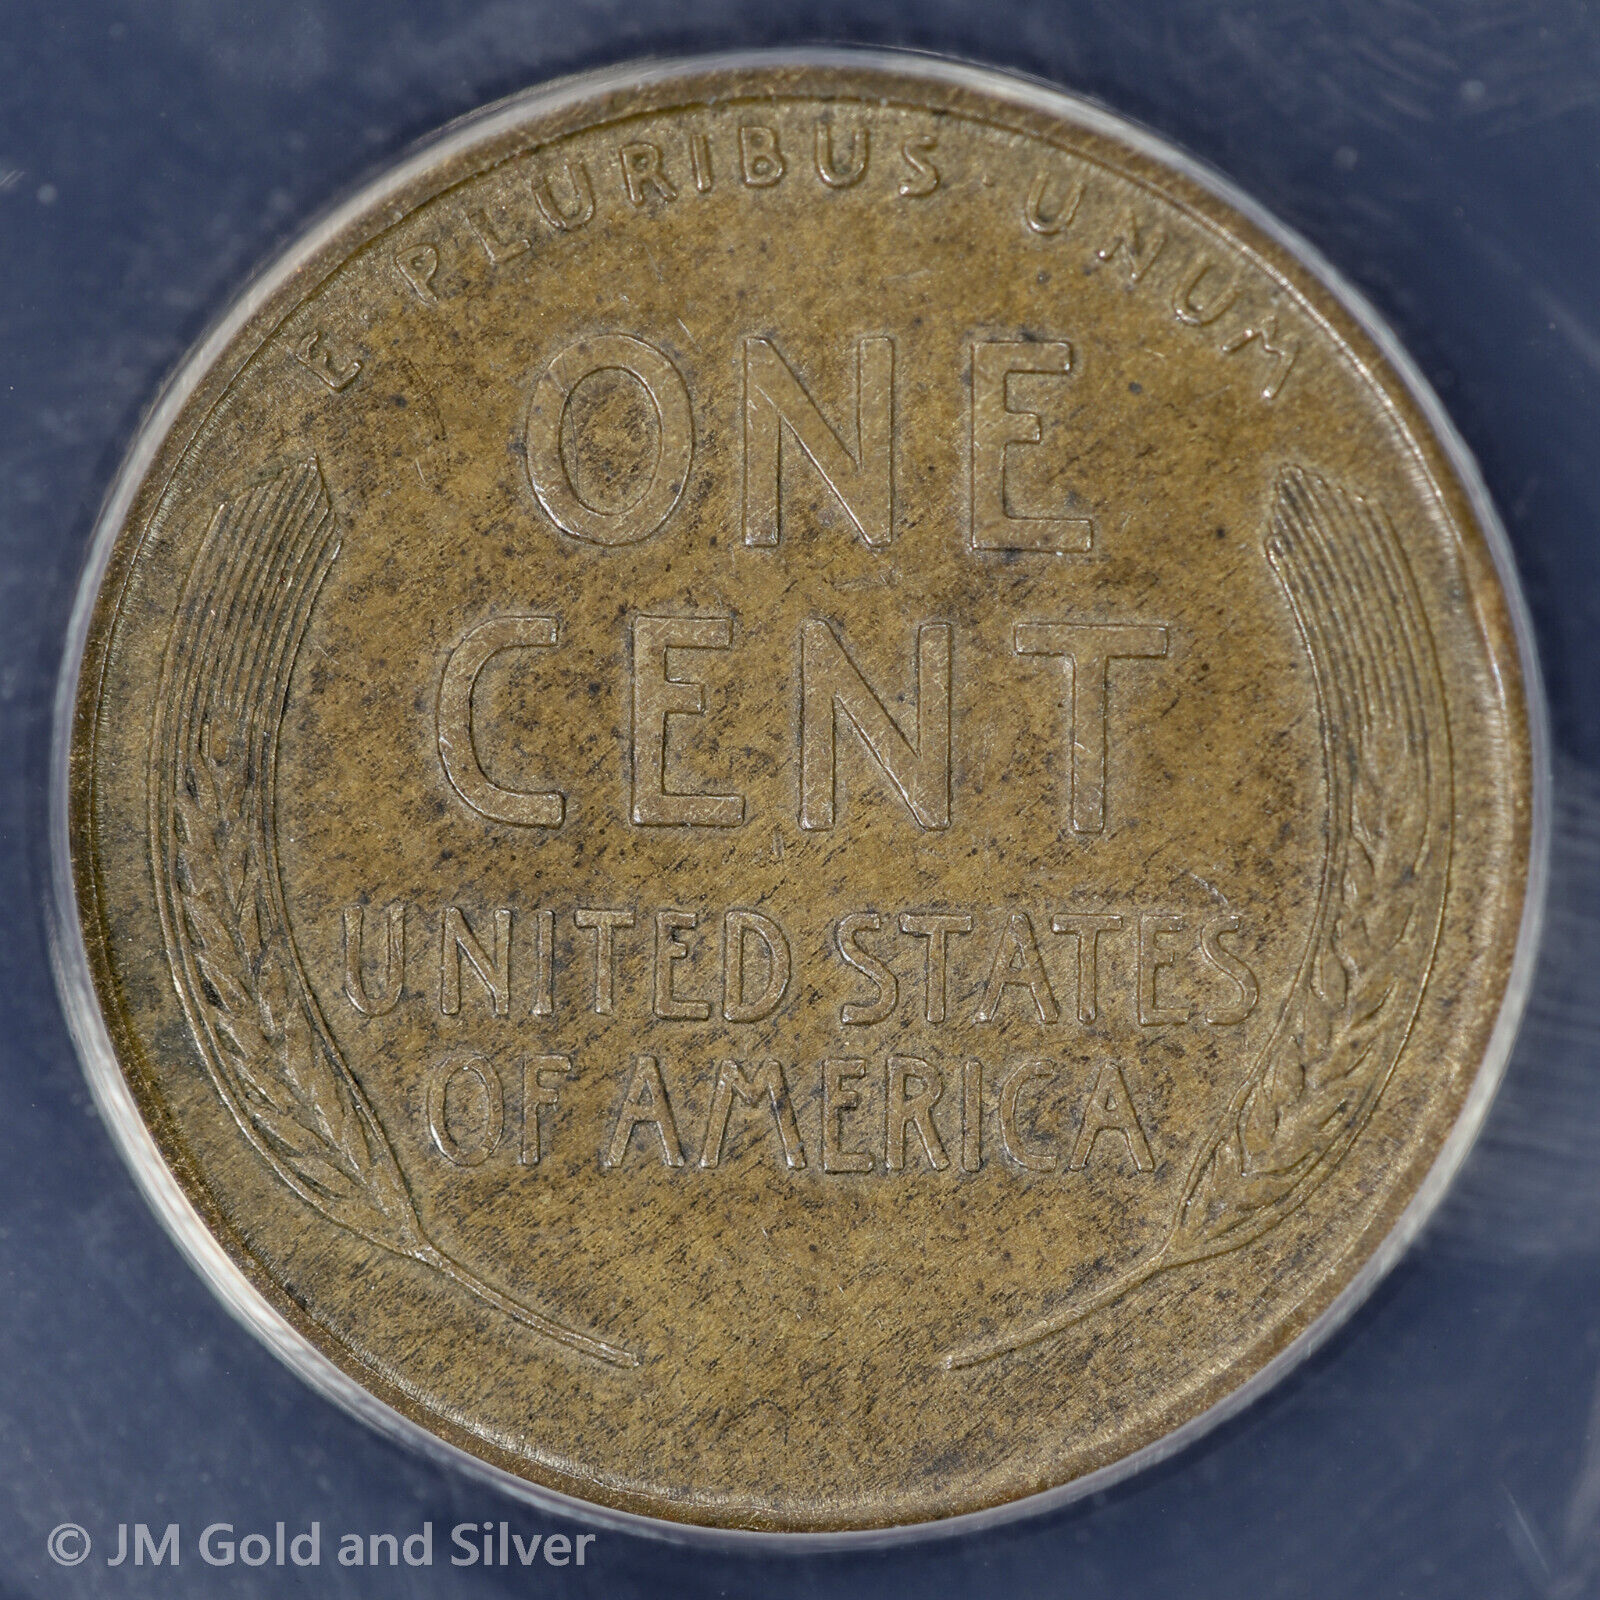 E · PLURIBUS · UNUM
ONE
CENT
UNITED STATES
OF AMERICA
© JM Gold and Silver